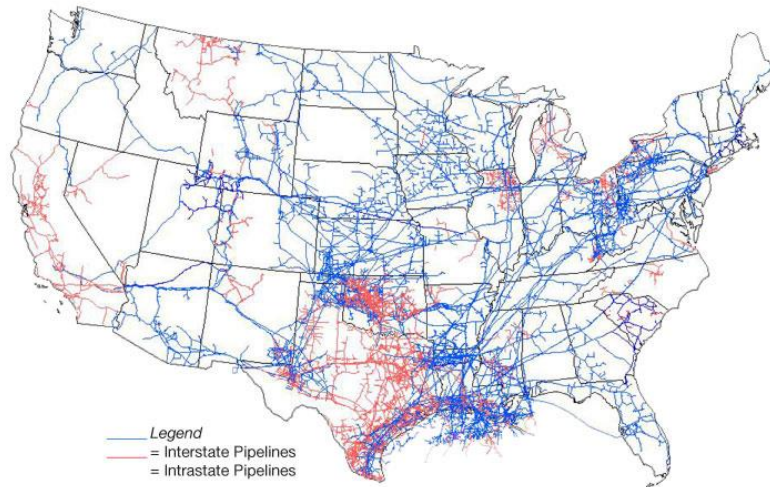 Legend
= Interstate Pipelines
= Intrastate Pipelines